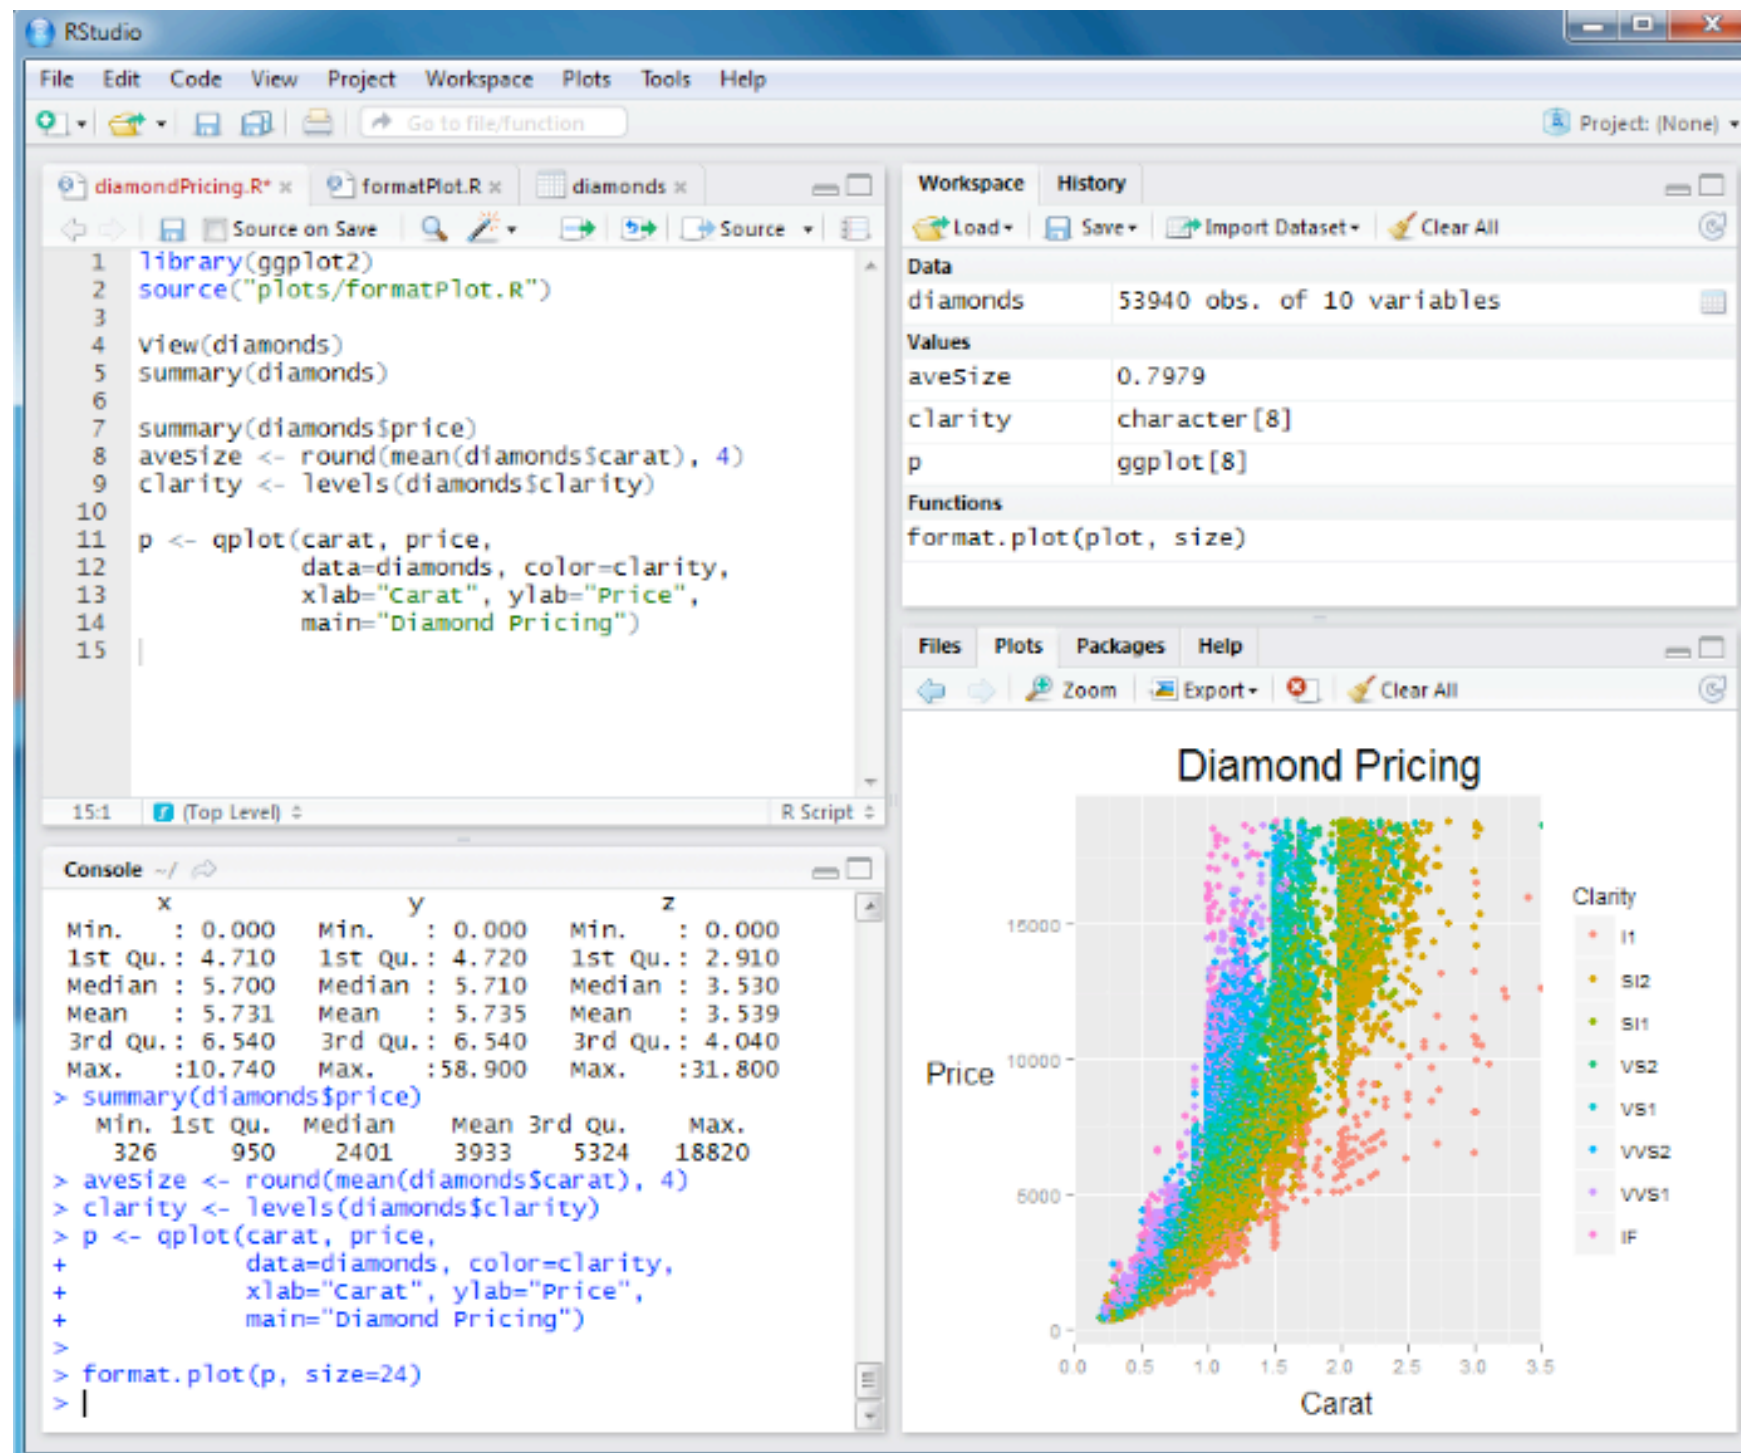 RStudio
File Edit Code View Project Workspace Plots Tools Help
Go to file/function
Project: (None)
diamondPricing.R*
formatPlot.R
diamonds
Source on Save
Source
1 library(ggplot2)
2 source("plots/formatPlot.R")
3
4 view(diamonds)
5 summary(diamonds)
6
7 summary(diamonds$price)
8 aveSize <- round(mean(diamonds$carat), 4)
9 clarity <- levels(diamonds$clarity)
10
11 p <- qplot(carat, price,
12 data=diamonds, color=clarity,
13 xlab="Carat", ylab="Price",
14 main="Diamond Pricing")
15
15:1 (Top Level) R Script
Console ~/
x y z
Min. : 0.000 Min. : 0.000 Min. : 0.000
1st Qu.: 4.710 1st Qu.: 4.720 1st Qu.: 2.910
Median : 5.700 Median : 5.710 Median : 3.530
Mean : 5.731 Mean : 5.735 Mean : 3.539
3rd Qu.: 6.540 3rd Qu.: 6.540 3rd Qu.: 4.040
Max. :10.740 Max. :58.900 Max. :31.800
> summary(diamonds$price)
Min. 1st Qu. Median Mean 3rd Qu. Max.
326 950 2401 3933 5324 18820
> aveSize <- round(mean(diamonds$carat), 4)
> clarity <- levels(diamonds$clarity)
> p <- qplot(carat, price,
+ data=diamonds, color=clarity,
+ xlab="Carat", ylab="Price",
+ main="Diamond Pricing")
>
> format.plot(p, size=24)
>
Workspace History
Load Save Import Dataset Clear All
Data
diamonds 53940 obs. of 10 variables
Values
aveSize 0.7979
clarity character[8]
p ggplot[8]
Functions
format.plot(plot, size)
Files Plots Packages Help
Zoom Export Clear All
Diamond Pricing
Price
15000
10000
5000
0
0.0 0.5 1.0 1.5 2.0 2.5 3.0 3.5
Carat
Clarity
I1
SI2
SI1
VS2
VS1
VVS2
VVS1
IF